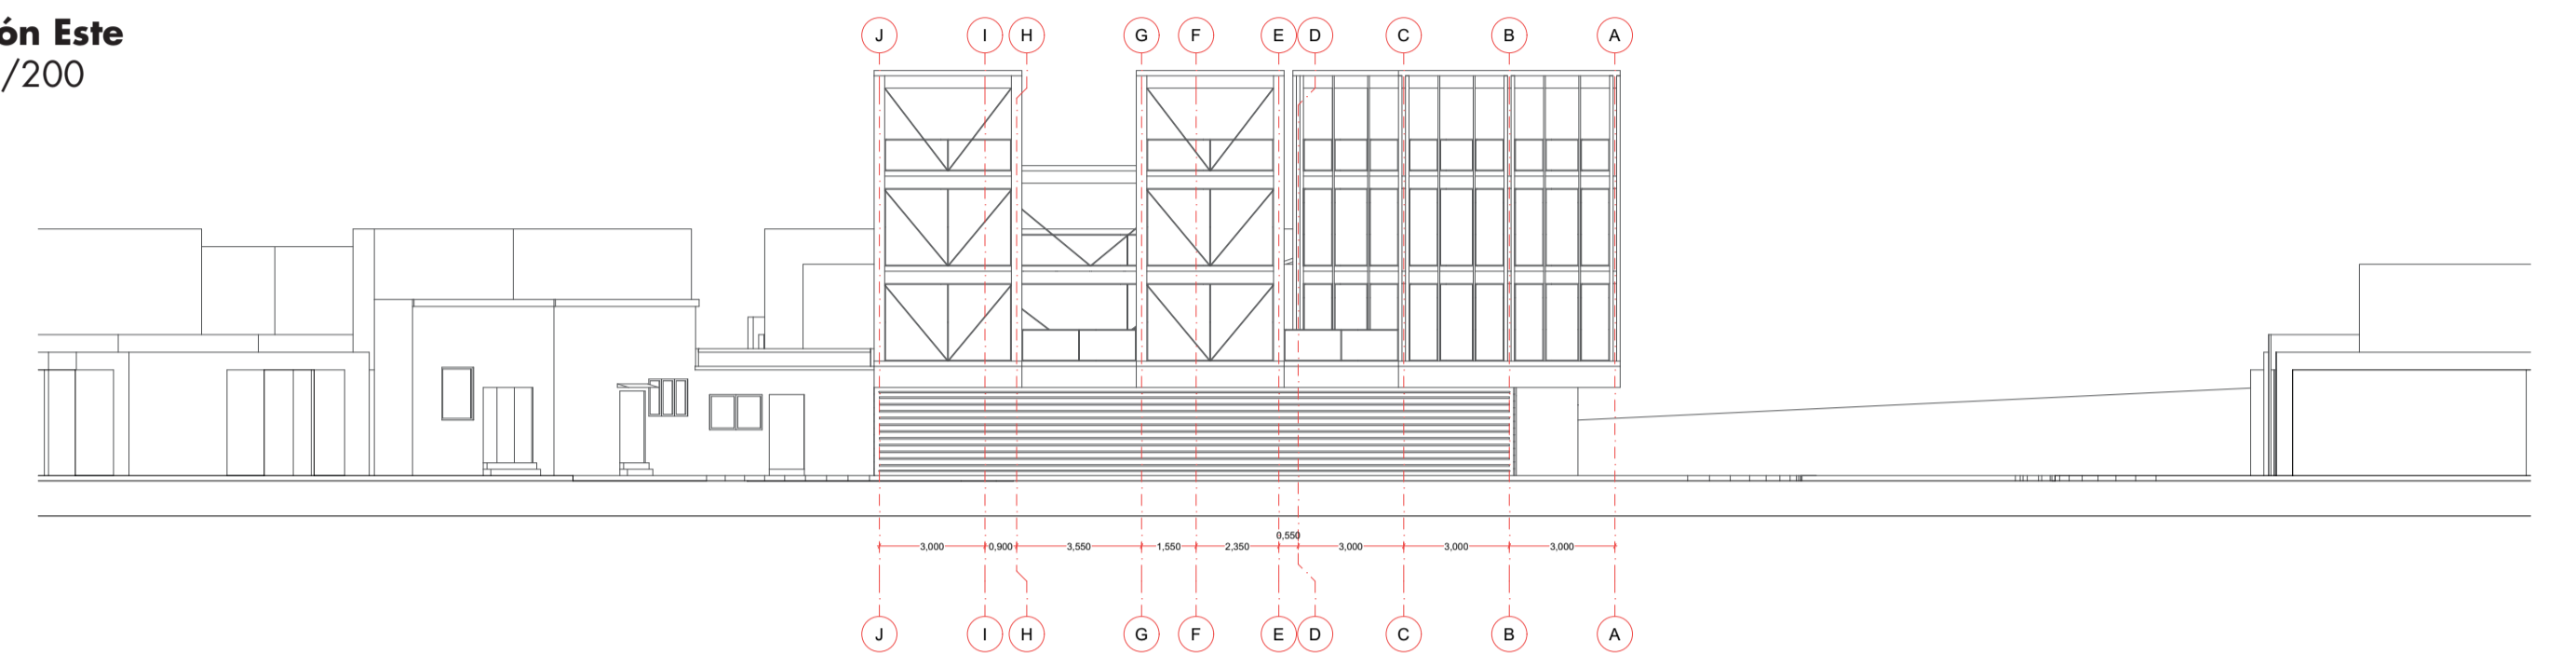 ón Este
/200
J I H G F E D C B A
0,550
3,000 0,900 3,550 1,550 2,350 3,000 3,000 3,000
J I H G F E D C B A